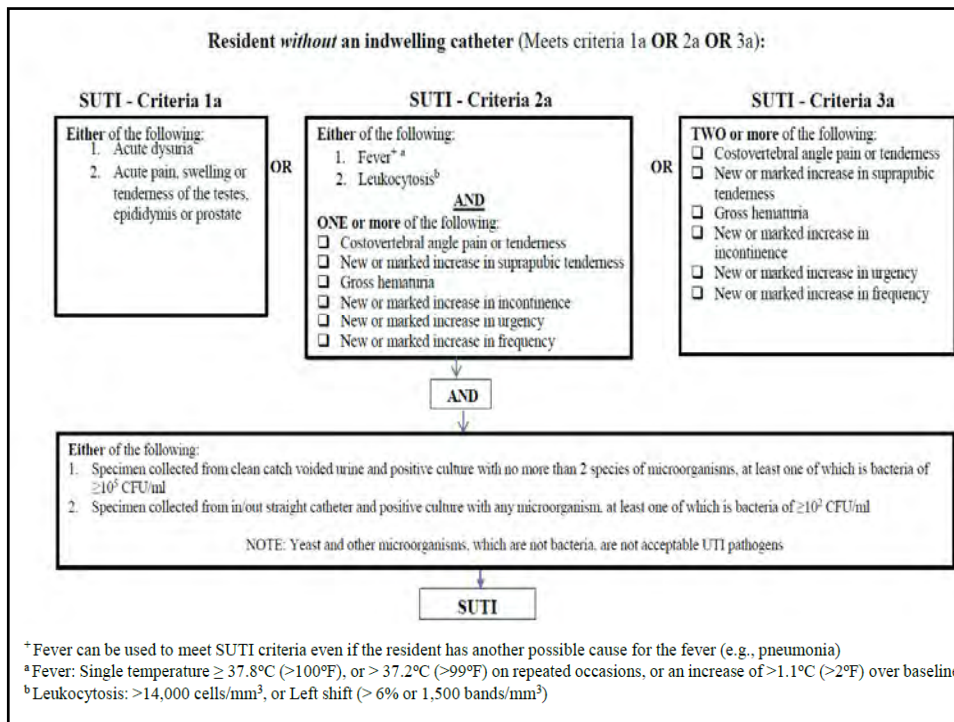 Resident without an indwelling catheter (Meets criteria 1a OR 2a OR 3a):
SUTI - Criteria 1a
Either of the following:
1. Acute dysuria
2. Acute pain, swelling or
tenderness of the testes,
epididymis or prostate
OR
SUTI - Criteria 2a
Either of the following:
1. Fever⁺ ᵃ
2. Leukocytosisᵇ
AND
ONE or more of the following:
❑ Costovertebral angle pain or tenderness
❑ New or marked increase in suprapubic tenderness
❑ Gross hematuria
❑ New or marked increase in incontinence
❑ New or marked increase in urgency
❑ New or marked increase in frequency
OR
SUTI - Criteria 3a
TWO or more of the following:
❑ Costovertebral angle pain or tenderness
❑ New or marked increase in suprapubic
tenderness
❑ Gross hematuria
❑ New or marked increase in
incontinence
❑ New or marked increase in urgency
❑ New or marked increase in frequency
AND
Either of the following:
1. Specimen collected from clean catch voided urine and positive culture with no more than 2 species of microorganisms, at least one of which is bacteria of
≥10⁵ CFU/ml
2. Specimen collected from in/out straight catheter and positive culture with any microorganism, at least one of which is bacteria of ≥10² CFU/ml
NOTE: Yeast and other microorganisms, which are not bacteria, are not acceptable UTI pathogens
SUTI
⁺ Fever can be used to meet SUTI criteria even if the resident has another possible cause for the fever (e.g., pneumonia)
ᵃ Fever: Single temperature ≥ 37.8ºC (>100ºF), or > 37.2ºC (>99ºF) on repeated occasions, or an increase of >1.1ºC (>2ºF) over baseline
ᵇ Leukocytosis: >14,000 cells/mm³, or Left shift (> 6% or 1,500 bands/mm³)